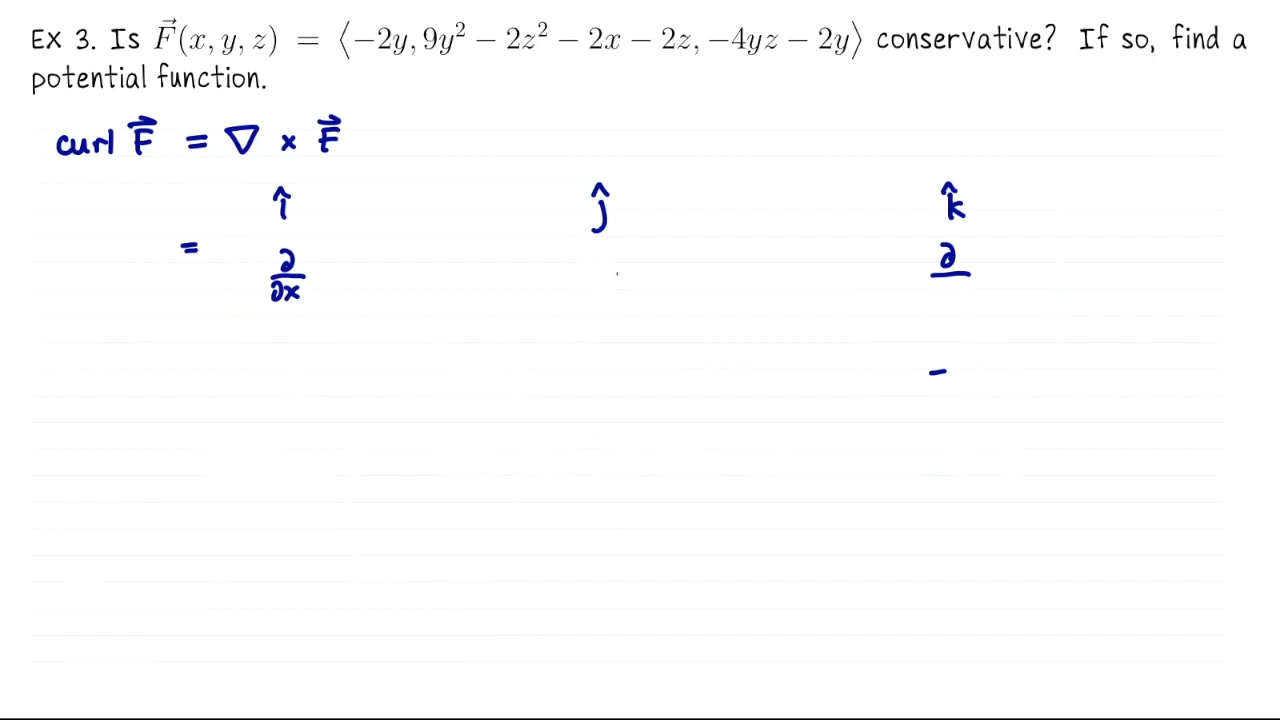 Ex 3. Is F⃗(x, y, z) = ⟨−2y, 9y² − 2z² − 2x − 2z, −4yz − 2y⟩ conservative? If so, find a
potential function.
curl F⃗ = ∇ × F⃗
î ĵ k̂
= ∂/∂x ∂/
−